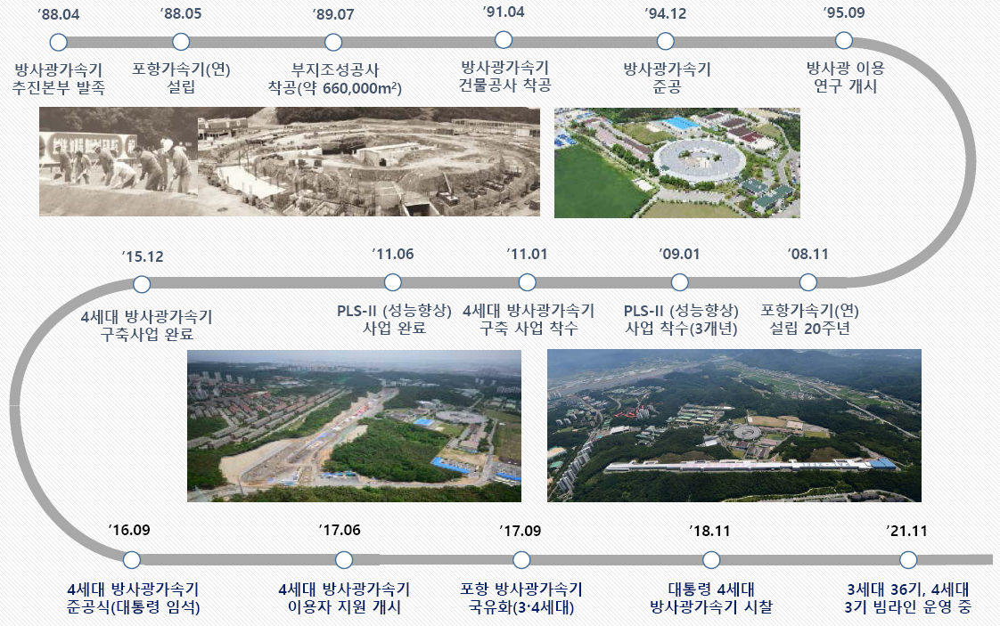 ’88.04
방사광가속기
추진본부 발족
’88.05
포항가속기(연)
설립
’89.07
부지조성공사
착공(약 660,000m²)
’91.04
방사광가속기
건물공사 착공
’94.12
방사광가속기
준공
’95.09
방사광 이용
연구 개시
’08.11
포항가속기(연)
설립 20주년
’09.01
PLS-II (성능향상)
사업 착수(3개년)
’11.01
4세대 방사광가속기
구축 사업 착수
’11.06
PLS-II (성능향상)
사업 완료
’15.12
4세대 방사광가속기
구축사업 완료
’16.09
4세대 방사광가속기
준공식(대통령 임석)
’17.06
4세대 방사광가속기
이용자 지원 개시
’17.09
포항 방사광가속기
국유화(3·4세대)
’18.11
대통령 4세대
방사광가속기 시찰
’21.11
3세대 36기, 4세대
3기 빔라인 운영 중